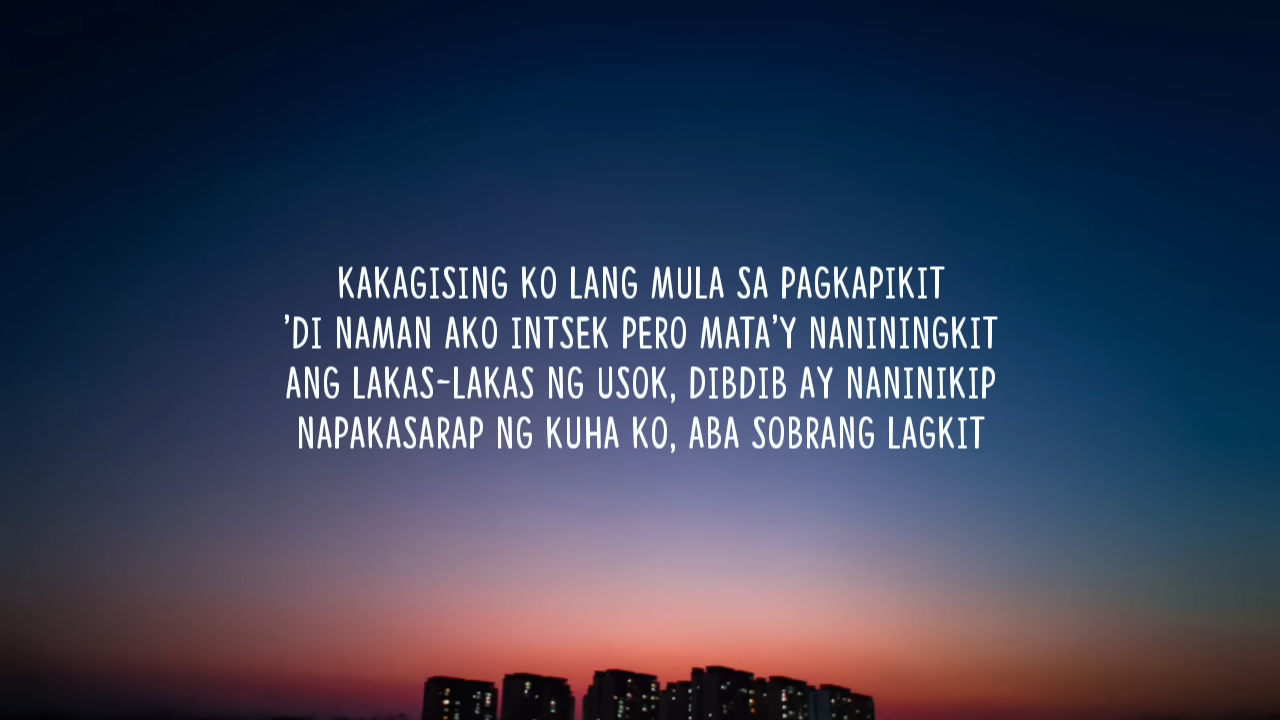 KAKAGISING KO LANG MULA SA PAGKAPIKIT
'DI NAMAN AKO INTSEK PERO MATA'Y NANININGKIT
ANG LAKAS-LAKAS NG USOK, DIBDIB AY NANINIKIP
NAPAKASARAP NG KUHA KO, ABA SOBRANG LAGKIT